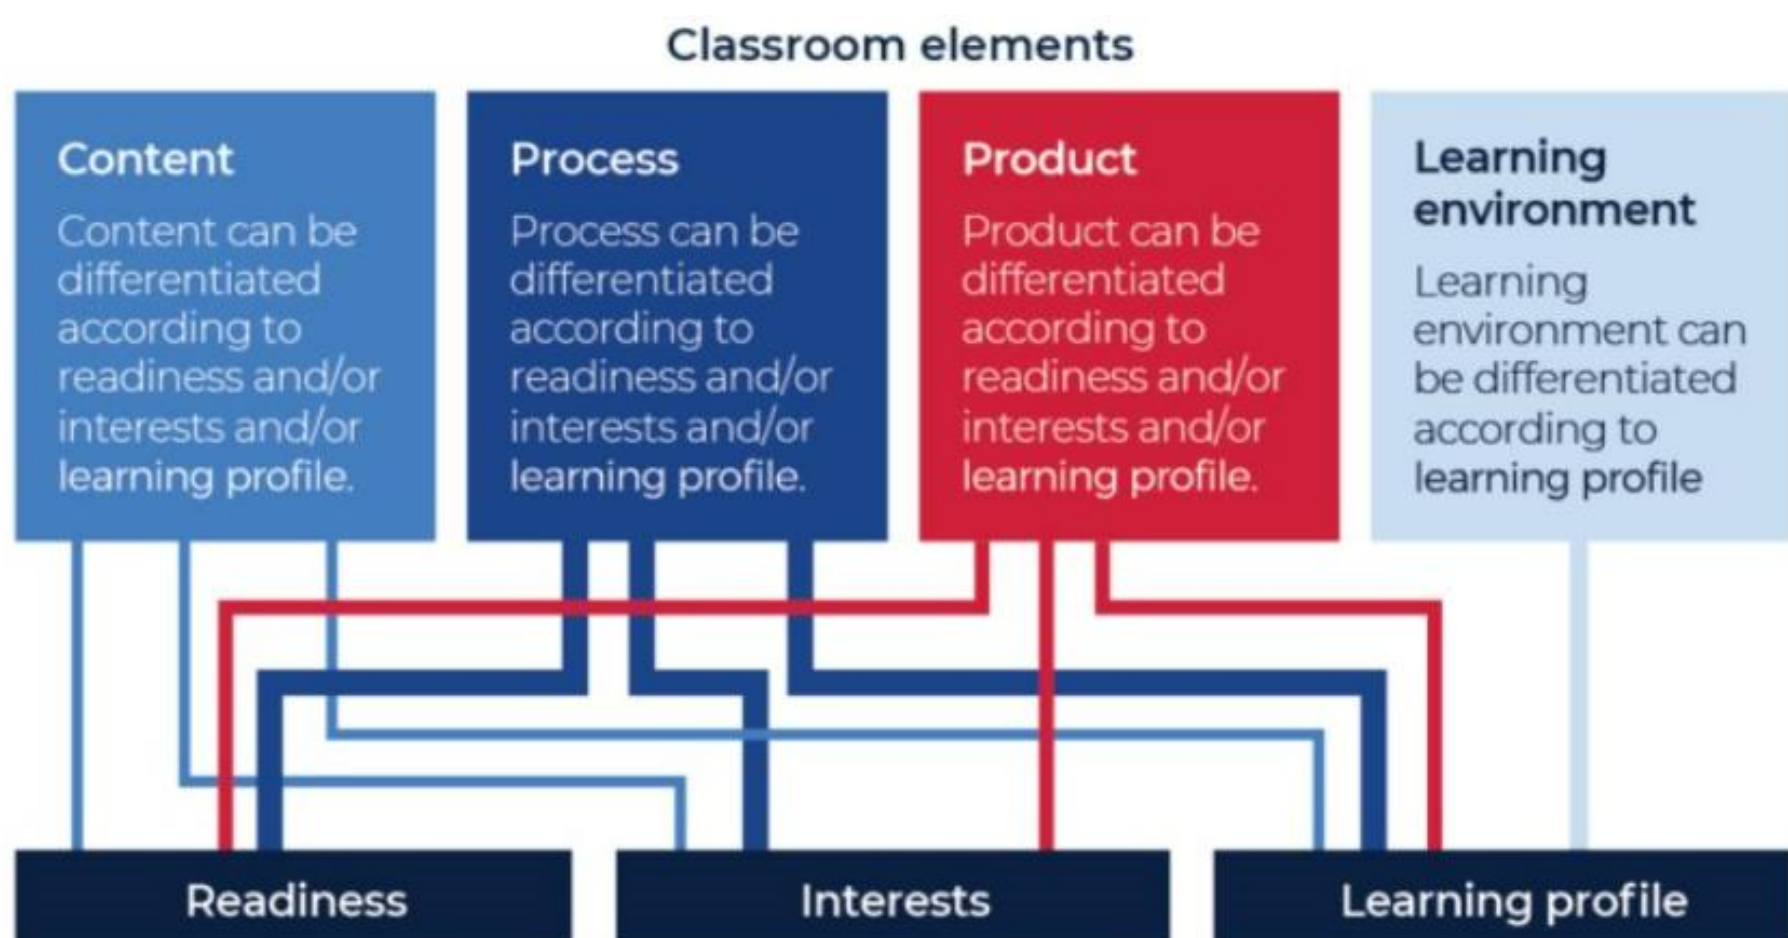 Classroom elements
Content
Content can be
differentiated
according to
readiness and/or
interests and/or
learning profile.
Process
Process can be
differentiated
according to
readiness and/or
interests and/or
learning profile.
Product
Product can be
differentiated
according to
readiness and/or
interests and/or
learning profile.
Learning
environment
Learning
environment can
be differentiated
according to
learning profile
Readiness
Interests
Learning profile